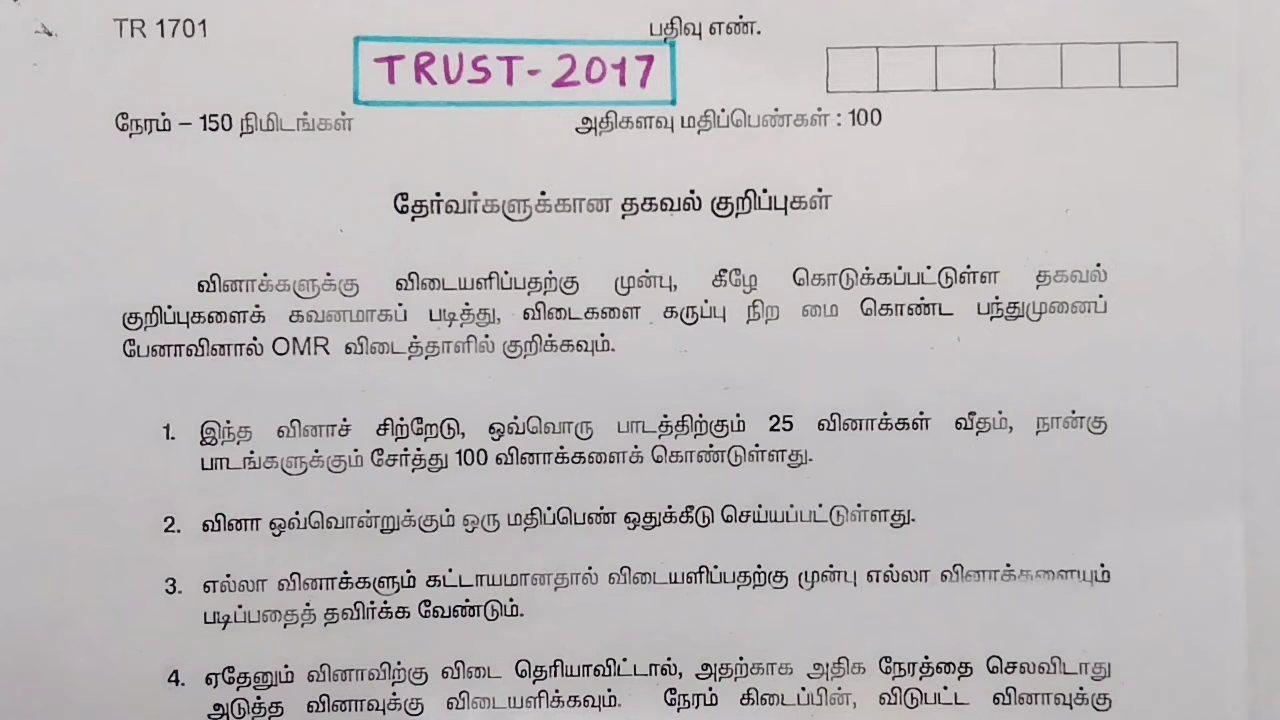 TR 1701
பதிவு எண்.
TRUST-2017
நேரம் – 150 நிமிடங்கள்
அதிகளவு மதிப்பெண்கள் : 100
தேர்வர்களுக்கான தகவல் குறிப்புகள்
வினாக்களுக்கு விடையளிப்பதற்கு முன்பு, கீழே கொடுக்கப்பட்டுள்ள தகவல்
குறிப்புகளைக் கவனமாகப் படித்து, விடைகளை கருப்பு நிற மை கொண்ட பந்துமுனைப்
பேனாவினால் OMR விடைத்தாளில் குறிக்கவும்.
1. இந்த வினாச் சிற்றேடு, ஒவ்வொரு பாடத்திற்கும் 25 வினாக்கள் வீதம், நான்கு
பாடங்களுக்கும் சேர்த்து 100 வினாக்களைக் கொண்டுள்ளது.
2. வினா ஒவ்வொன்றுக்கும் ஒரு மதிப்பெண் ஒதுக்கீடு செய்யப்பட்டுள்ளது.
3. எல்லா வினாக்களும் கட்டாயமானதால் விடையளிப்பதற்கு முன்பு எல்லா வினாக்களையும்
படிப்பதைத் தவிர்க்க வேண்டும்.
4. ஏதேனும் வினாவிற்கு விடை தெரியாவிட்டால், அதற்காக அதிக நேரத்தை செலவிடாது
அடுத்த வினாவுக்கு விடையளிக்கவும். நேரம் கிடைப்பின், விடுபட்ட வினாவுக்கு